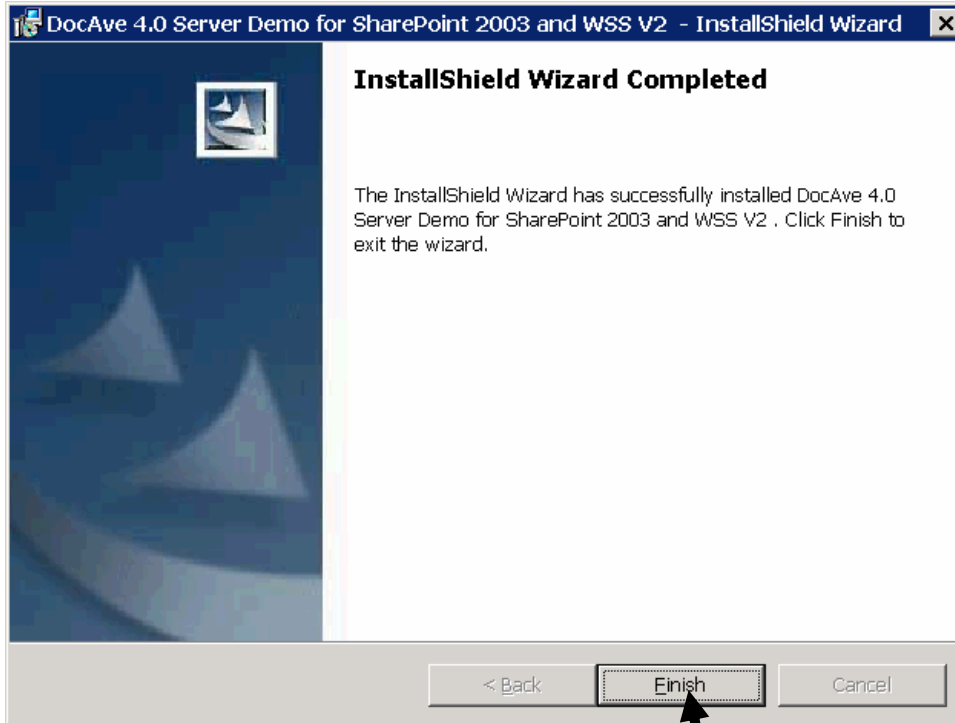 DocAve 4.0 Server Demo for SharePoint 2003 and WSS V2 - InstallShield Wizard
InstallShield Wizard Completed
The InstallShield Wizard has successfully installed DocAve 4.0
Server Demo for SharePoint 2003 and WSS V2 . Click Finish to
exit the wizard.
< Back
Finish
Cancel